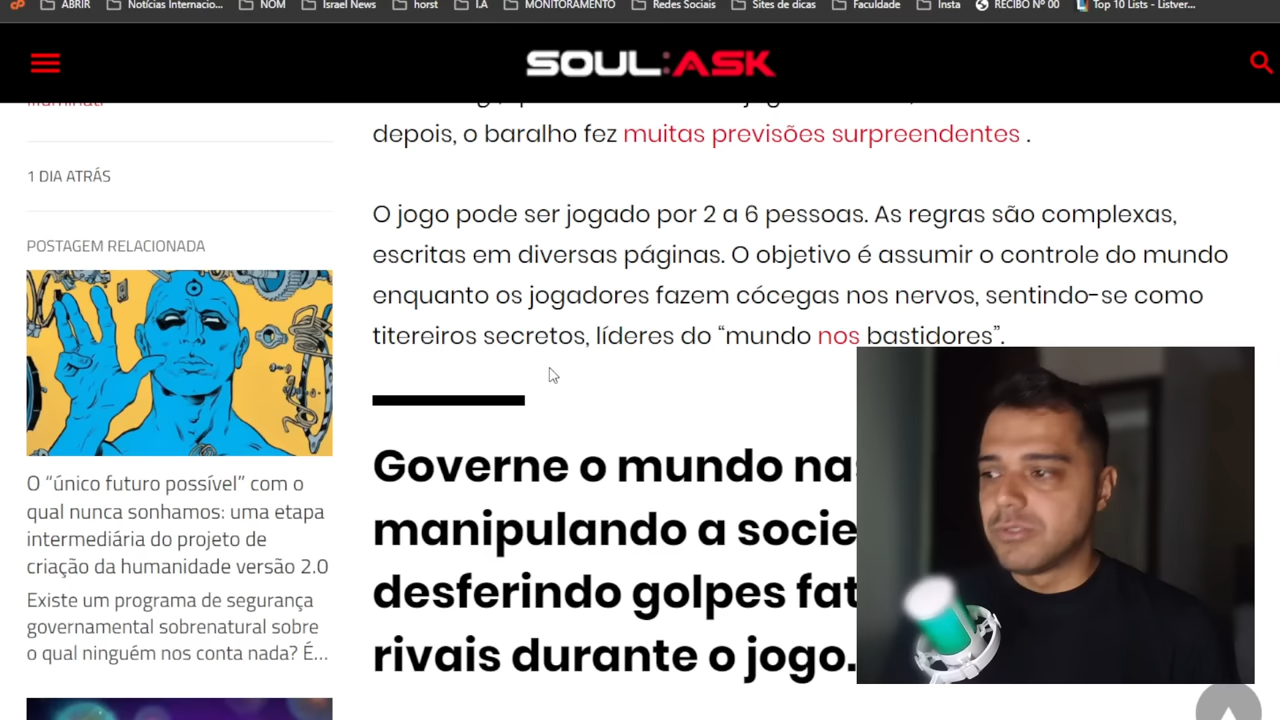 ABRIR
Notícias Internacio...
NOM
Israel News
horst
I.A
MONITORAMENTO
Redes Sociais
Sites de dicas
Faculdade
Insta
RECIBO Nº 00
Top 10 Lists - Listver...
SOUL:ASK
depois, o baralho fez muitas previsões surpreendentes .
1 DIA ATRÁS
O jogo pode ser jogado por 2 a 6 pessoas. As regras são complexas,
escritas em diversas páginas. O objetivo é assumir o controle do mundo
enquanto os jogadores fazem cócegas nos nervos, sentindo-se como
titereiros secretos, líderes do “mundo nos bastidores”.
POSTAGEM RELACIONADA
O “único futuro possível” com o
qual nunca sonhamos: uma etapa
intermediária do projeto de
criação da humanidade versão 2.0
Existe um programa de segurança
governamental sobrenatural sobre
o qual ninguém nos conta nada? É...
Governe o mundo na
manipulando a socie
desferindo golpes fat
rivais durante o jogo.